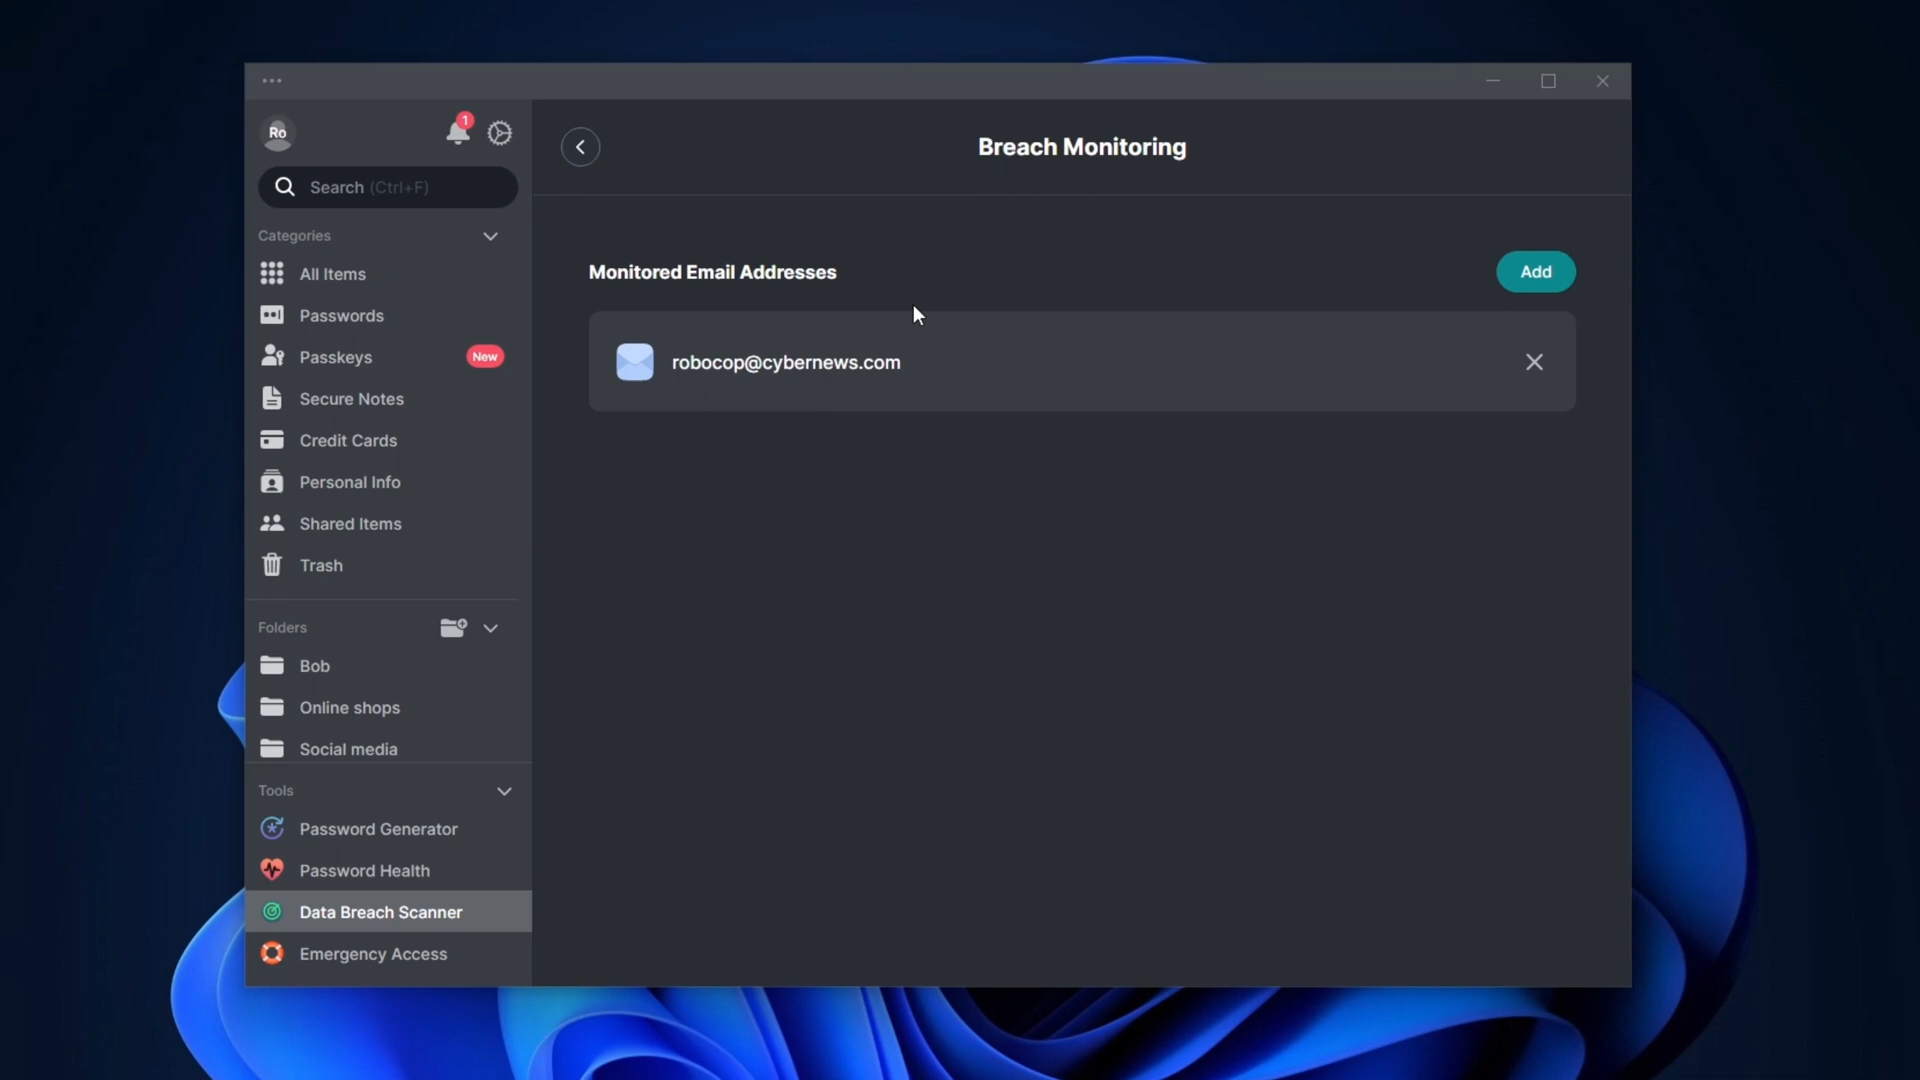 Ro
1
Search (Ctrl+F)
Categories
All Items
Passwords
Passkeys
New
Secure Notes
Credit Cards
Personal Info
Shared Items
Trash
Folders
Bob
Online shops
Social media
Tools
Password Generator
Password Health
Data Breach Scanner
Emergency Access
Breach Monitoring
Monitored Email Addresses
Add
robocop@cybernews.com